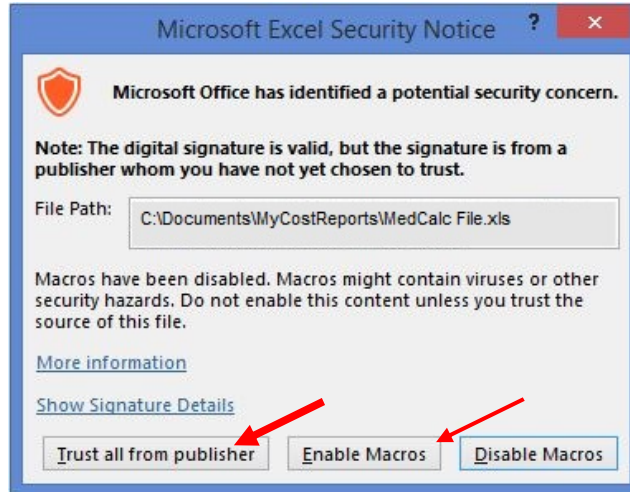 Microsoft Excel Security Notice ? ×
Microsoft Office has identified a potential security concern.
Note: The digital signature is valid, but the signature is from a
publisher whom you have not yet chosen to trust.
File Path: C:\Documents\MyCostReports\MedCalc File.xls
Macros have been disabled. Macros might contain viruses or other
security hazards. Do not enable this content unless you trust the
source of this file.
More information
Show Signature Details
Trust all from publisher Enable Macros Disable Macros